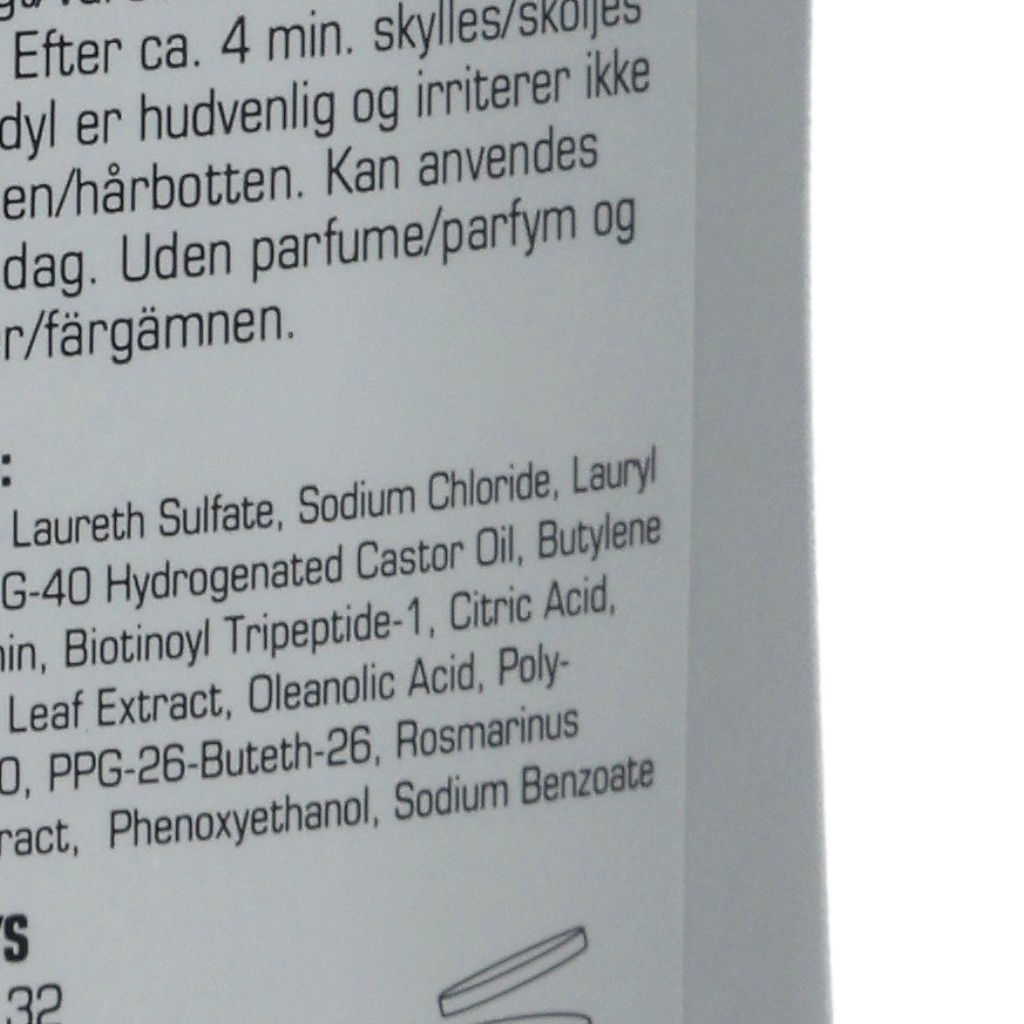 Efter ca. 4 min. skylles/sköljes
dyl er hudvenlig og irriterer ikke
en/hårbotten. Kan anvendes
dag. Uden parfume/parfym og
r/färgämnen.
:
Laureth Sulfate, Sodium Chloride, Lauryl
G-40 Hydrogenated Castor Oil, Butylene
in, Biotinoyl Tripeptide-1, Citric Acid,
Leaf Extract, Oleanolic Acid, Poly-
0, PPG-26-Buteth-26, Rosmarinus
ract, Phenoxyethanol, Sodium Benzoate
S
32